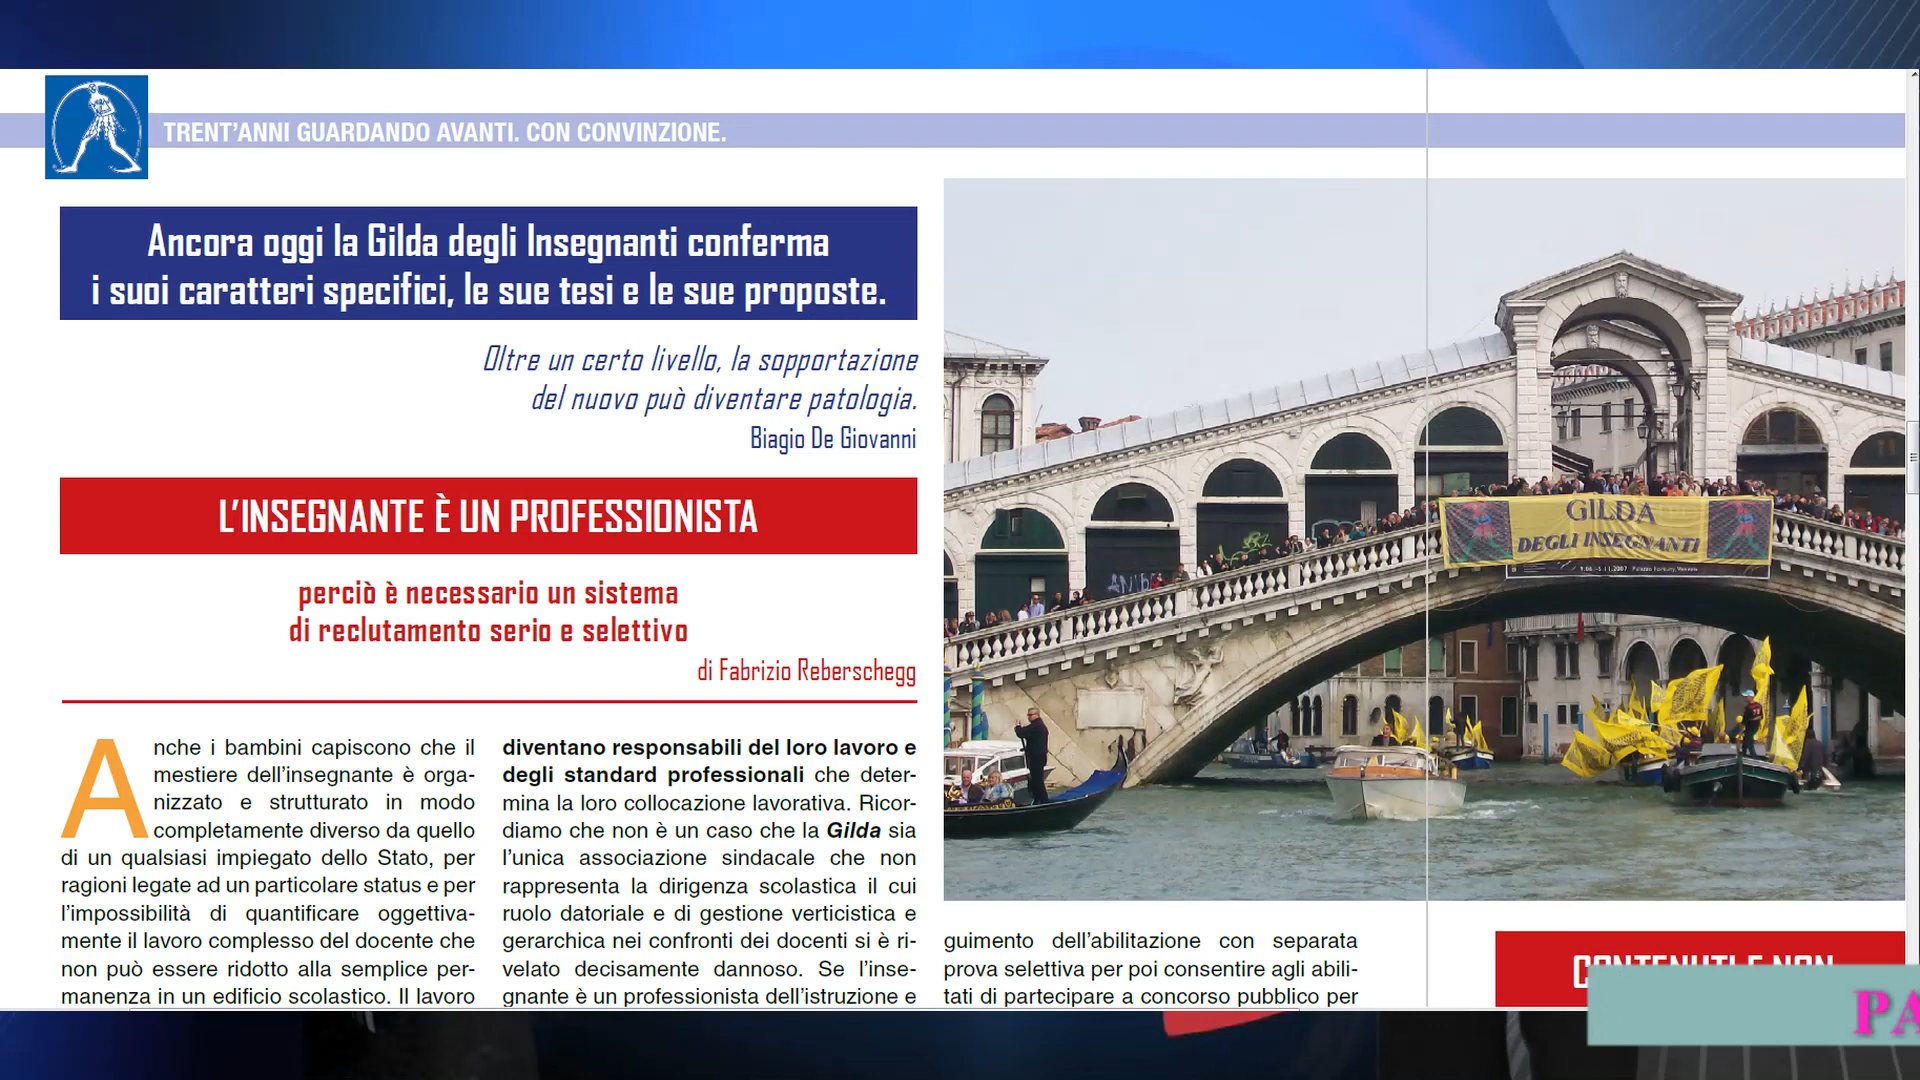 TRENT'ANNI GUARDANDO AVANTI. CON CONVINZIONE.
Ancora oggi la Gilda degli Insegnanti conferma
i suoi caratteri specifici, le sue tesi e le sue proposte.
Oltre un certo livello, la sopportazione
del nuovo può diventare patologia.
Biagio De Giovanni
L'INSEGNANTE È UN PROFESSIONISTA
perciò è necessario un sistema
di reclutamento serio e selettivo
di Fabrizio Reberschegg
Anche i bambini capiscono che il
mestiere dell'insegnante è orga-
nizzato e strutturato in modo
completamente diverso da quello
di un qualsiasi impiegato dello Stato, per
ragioni legate ad un particolare status e per
l'impossibilità di quantificare oggettiva-
mente il lavoro complesso del docente che
non può essere ridotto alla semplice per-
manenza in un edificio scolastico. Il lavoro
diventano responsabili del loro lavoro e
degli standard professionali che deter-
mina la loro collocazione lavorativa. Ricor-
diamo che non è un caso che la Gilda sia
l'unica associazione sindacale che non
rappresenta la dirigenza scolastica il cui
ruolo datoriale e di gestione verticistica e
gerarchica nei confronti dei docenti si è ri-
velato decisamente dannoso. Se l'inse-
gnante è un professionista dell'istruzione e
GILDA
DEGLI INSEGNANTI
guimento dell'abilitazione con separata
prova selettiva per poi consentire agli abili-
tati di partecipare a concorso pubblico per
CONTENUTI E NON
PA